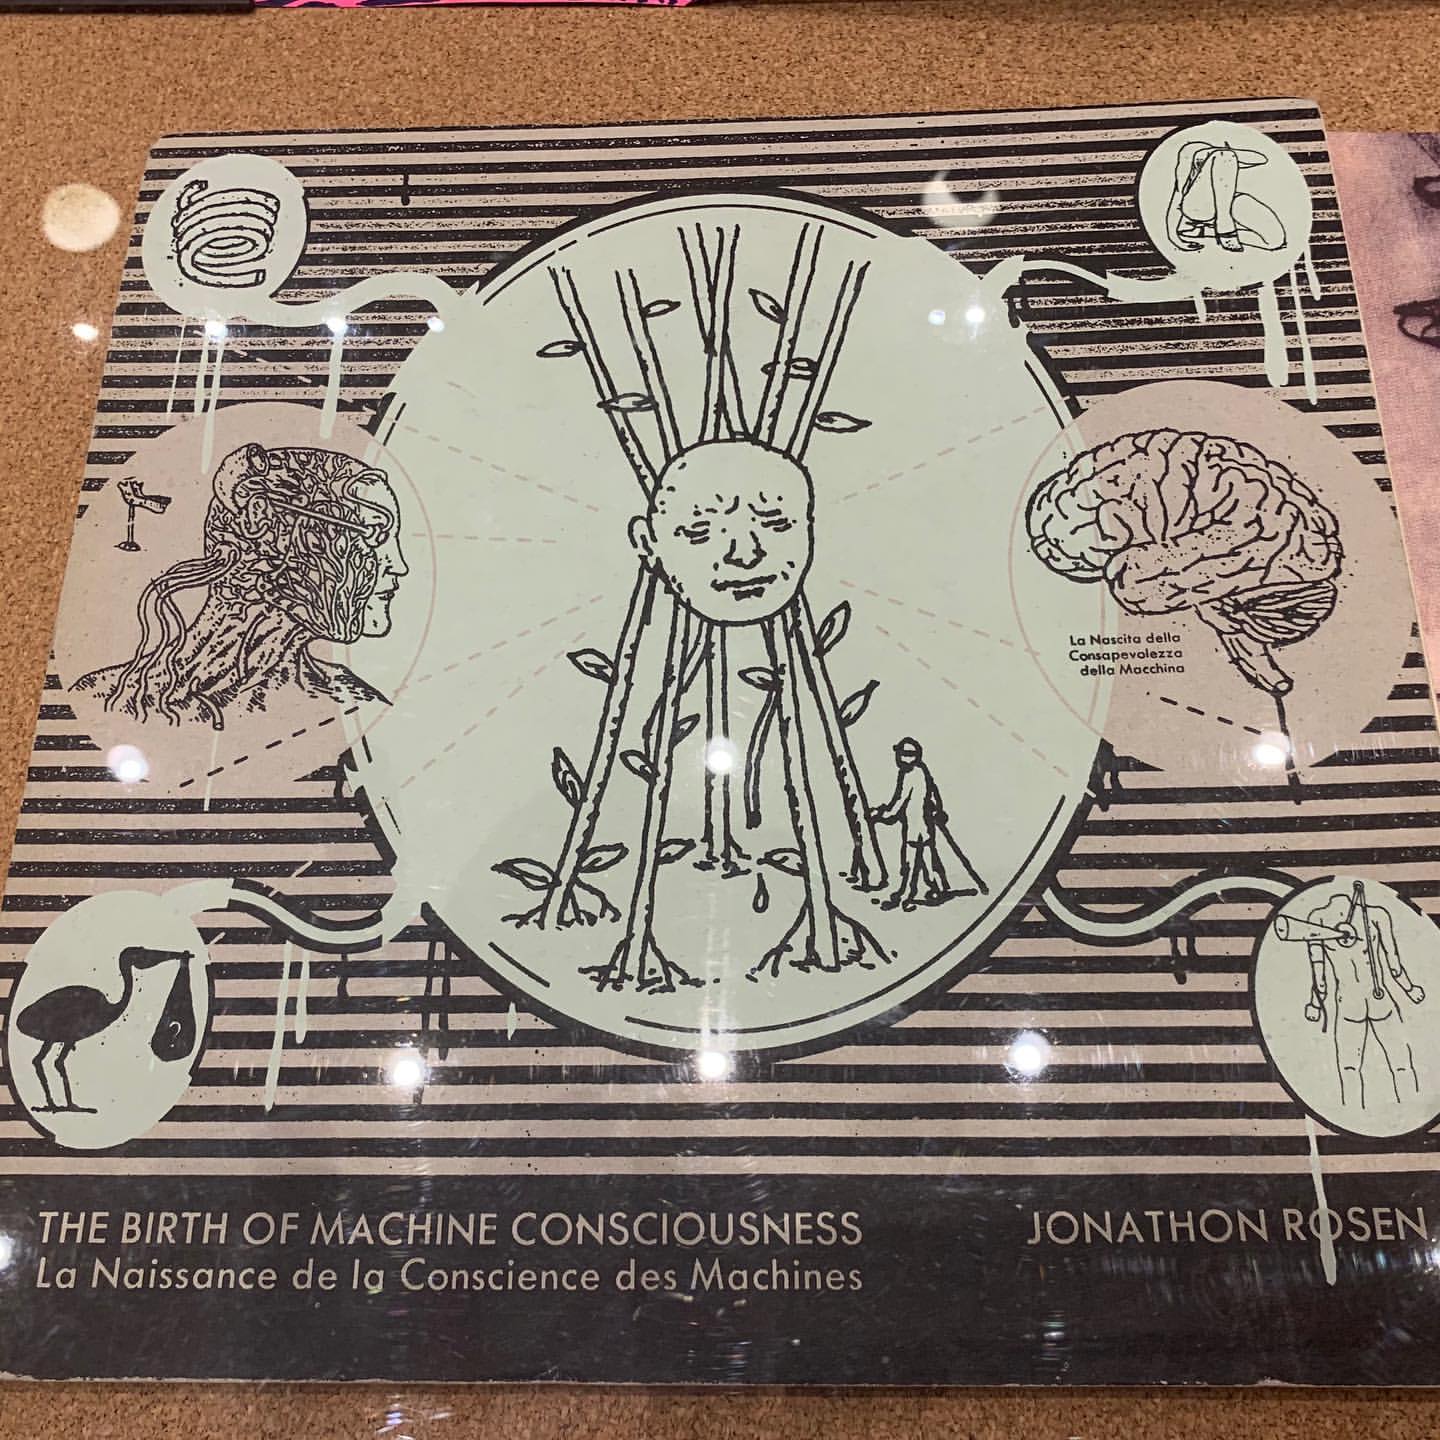 La Nascita della
Consapevolezza
della Macchina
?
THE BIRTH OF MACHINE CONSCIOUSNESS
La Naissance de la Conscience des Machines
JONATHON ROSEN